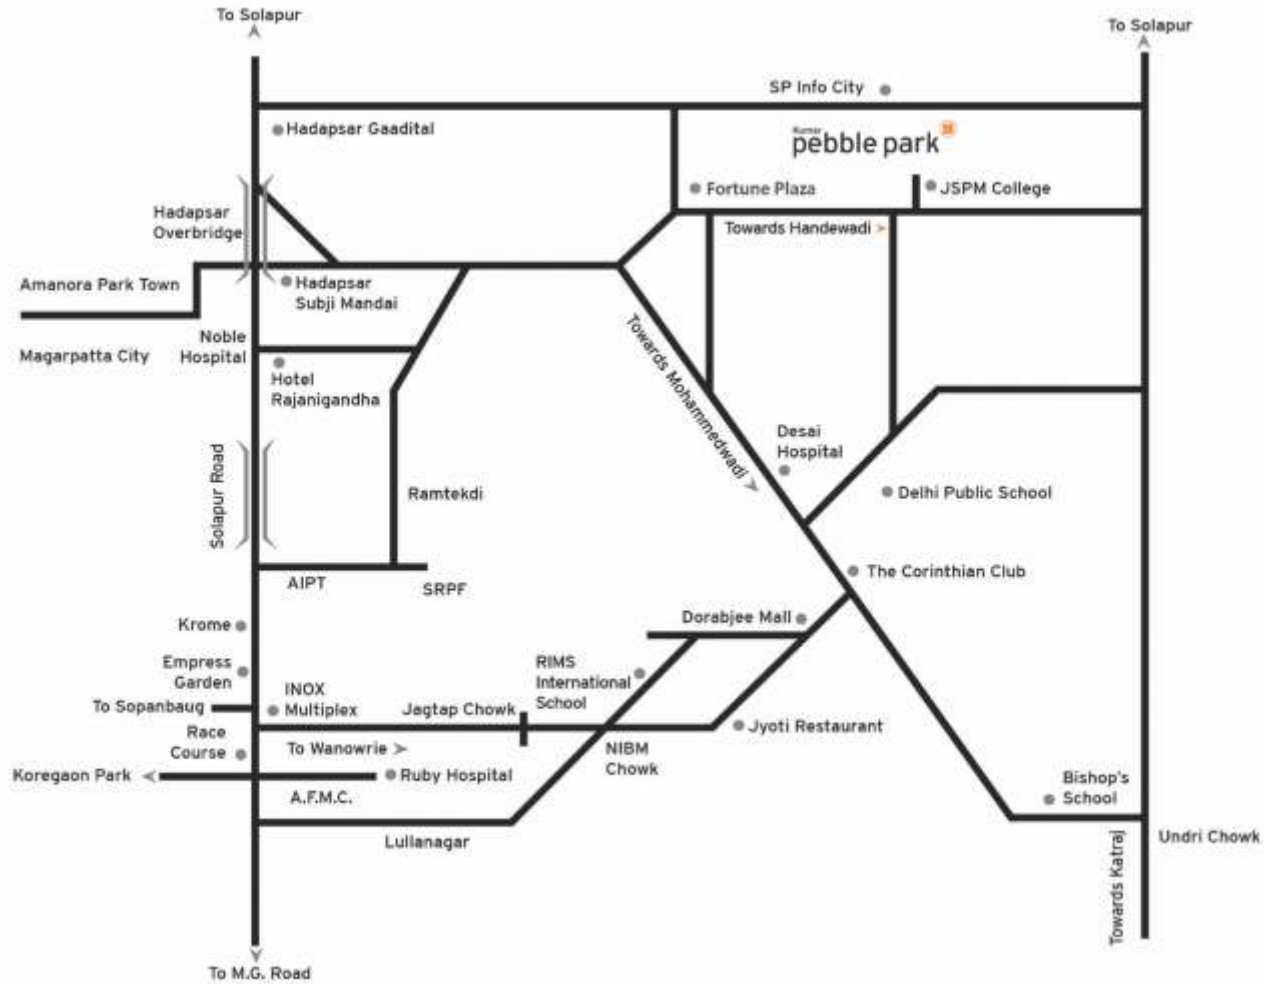 To Solapur
To Solapur
SP Info City
Hadapsar Gaadital
Kumar
pebble park
Fortune Plaza
JSPM College
Hadapsar
Overbridge
Towards Handewadi
Amanora Park Town
Hadapsar
Subji Mandai
Magarpatta City
Noble
Hospital
Hotel
Rajanigandha
Towards Mohammedwadi
Desai
Hospital
Solapur Road
Ramtekdi
Delhi Public School
AIPT
SRPF
The Corinthian Club
Krome
Dorabjee Mall
Empress
Garden
RIMS
International
School
To Sopanbaug
INOX
Multiplex
Jagtap Chowk
Jyoti Restaurant
Race
Course
To Wanowrie
NIBM
Chowk
Koregaon Park
Ruby Hospital
A.F.M.C.
Bishop's
School
Lullanagar
Undri Chowk
Towards Katraj
To M.G. Road